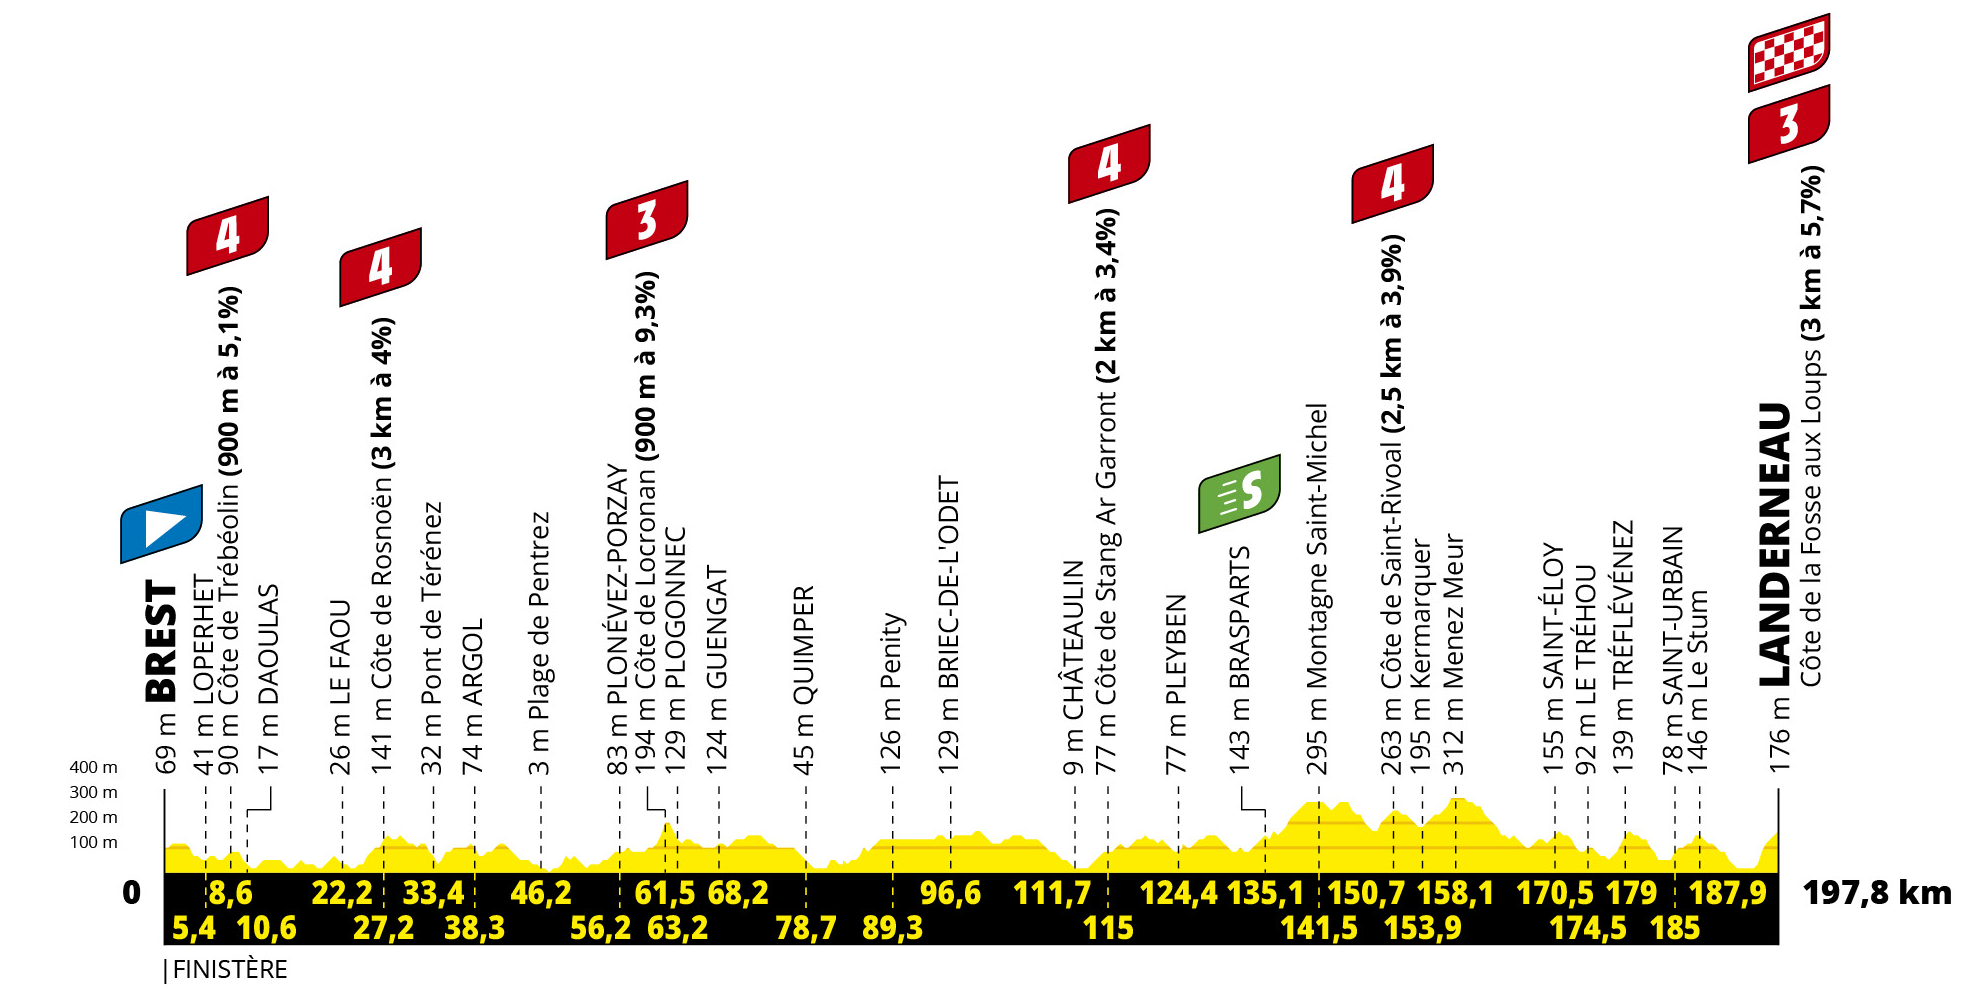 3
4
4
3
4
4
S
69 m BREST
41 m LOPERHET
90 m Côte de Trébéolin (900 m à 5,1%)
17 m DAOULAS
26 m LE FAOU
141 m Côte de Rosnoën (3 km à 4%)
32 m Pont de Térénez
74 m ARGOL
3 m Plage de Pentrez
83 m PLONÉVEZ-PORZAY
194 m Côte de Locronan (900 m à 9,3%)
129 m PLOGONNEC
124 m GUENGAT
45 m QUIMPER
126 m Penity
129 m BRIEC-DE-L'ODET
9 m CHÂTEAULIN
77 m Côte de Stang Ar Garront (2 km à 3,4%)
77 m PLEYBEN
143 m BRASPARTS
295 m Montagne Saint-Michel
263 m Côte de Saint-Rivoal (2,5 km à 3,9%)
195 m Kermarquer
312 m Menez Meur
155 m SAINT-ÉLOY
92 m LE TRÉHOU
139 m TRÉFLÉVÉNEZ
78 m SAINT-URBAIN
146 m Le Stum
176 m LANDERNEAU
Côte de la Fosse aux Loups (3 km à 5,7%)
400 m
300 m
200 m
100 m
0 8,6 22,2 33,4 46,2 61,5 68,2 96,6 111,7 124,4 135,1 150,7 158,1 170,5 179 187,9 197,8 km
5,4 10,6 27,2 38,3 56,2 63,2 78,7 89,3 115 141,5 153,9 174,5 185
FINISTÈRE